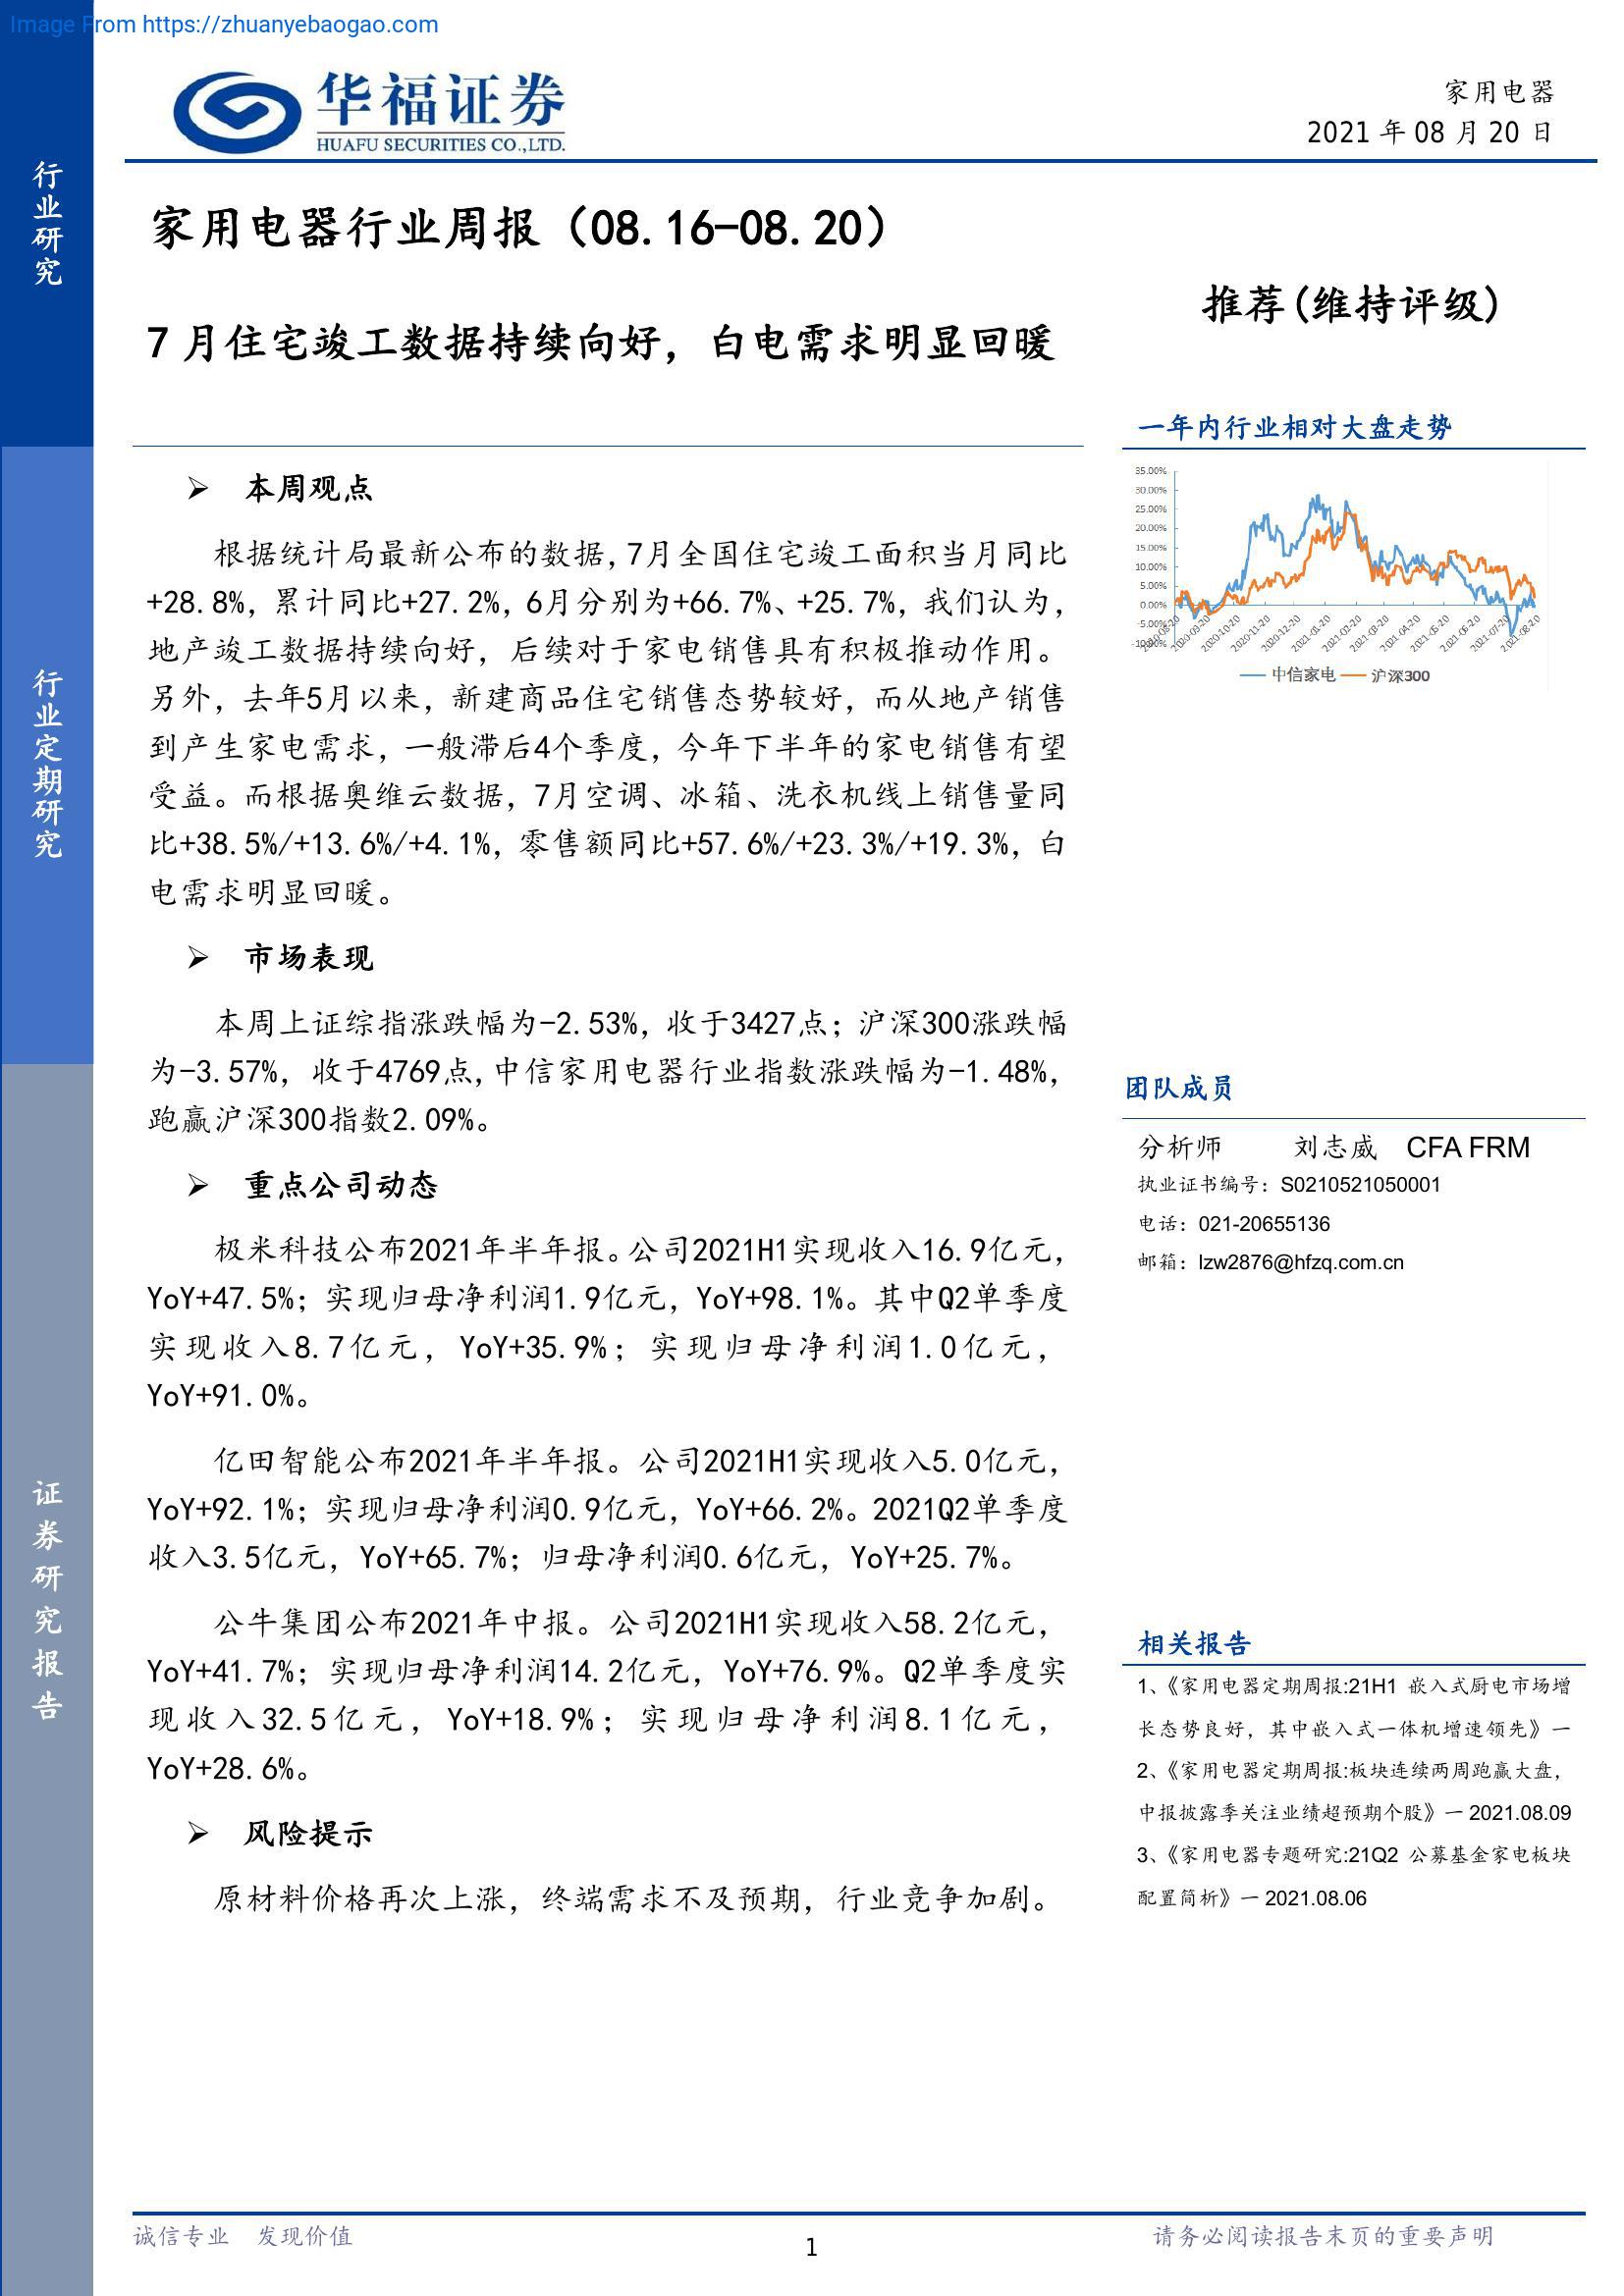 Image From https://zhuanyebaogao.com
华福证券
HUAFU SECURITIES CO.,LTD.
家用电器
2021 年 08 月 20 日
行业研究
行业定期研究
证券研究报告
家用电器行业周报（08.16-08.20）
7 月住宅竣工数据持续向好，白电需求明显回暖
推荐(维持评级)
本周观点
根据统计局最新公布的数据,7月全国住宅竣工面积当月同比
+28.8%，累计同比+27.2%，6月分别为+66.7%、+25.7%，我们认为，
地产竣工数据持续向好，后续对于家电销售具有积极推动作用。
另外，去年5月以来，新建商品住宅销售态势较好，而从地产销售
到产生家电需求，一般滞后4个季度，今年下半年的家电销售有望
受益。而根据奥维云数据，7月空调、冰箱、洗衣机线上销售量同
比+38.5%/+13.6%/+4.1%，零售额同比+57.6%/+23.3%/+19.3%，白
电需求明显回暖。
市场表现
本周上证综指涨跌幅为-2.53%，收于3427点；沪深300涨跌幅
为-3.57%，收于4769点,中信家用电器行业指数涨跌幅为-1.48%，
跑赢沪深300指数2.09%。
重点公司动态
极米科技公布2021年半年报。公司2021H1实现收入16.9亿元，
YoY+47.5%；实现归母净利润1.9亿元，YoY+98.1%。其中Q2单季度
实现收入8.7亿元，YoY+35.9%；实现归母净利润1.0亿元，
YoY+91.0%。
亿田智能公布2021年半年报。公司2021H1实现收入5.0亿元，
YoY+92.1%；实现归母净利润0.9亿元，YoY+66.2%。2021Q2单季度
收入3.5亿元，YoY+65.7%；归母净利润0.6亿元，YoY+25.7%。
公牛集团公布2021年中报。公司2021H1实现收入58.2亿元，
YoY+41.7%；实现归母净利润14.2亿元，YoY+76.9%。Q2单季度实
现收入32.5亿元，YoY+18.9%；实现归母净利润8.1亿元，
YoY+28.6%。
风险提示
原材料价格再次上涨，终端需求不及预期，行业竞争加剧。
一年内行业相对大盘走势
35.00%
30.00%
25.00%
20.00%
15.00%
10.00%
5.00%
0.00%
-5.00%
-10.00%
2020-08-20
2020-09-20
2020-10-20
2020-11-20
2020-12-20
2021-01-20
2021-02-20
2021-03-20
2021-04-20
2021-05-20
2021-06-20
2021-07-20
2021-08-20
中信家电
沪深300
团队成员
分析师 刘志威 CFA FRM
执业证书编号：S0210521050001
电话：021-20655136
邮箱：lzw2876@hfzq.com.cn
相关报告
1、《家用电器定期周报:21H1 嵌入式厨电市场增
长态势良好，其中嵌入式一体机增速领先》一
2、《家用电器定期周报:板块连续两周跑赢大盘，
中报披露季关注业绩超预期个股》一 2021.08.09
3、《家用电器专题研究:21Q2 公募基金家电板块
配置简析》一 2021.08.06
诚信专业 发现价值
1
请务必阅读报告末页的重要声明